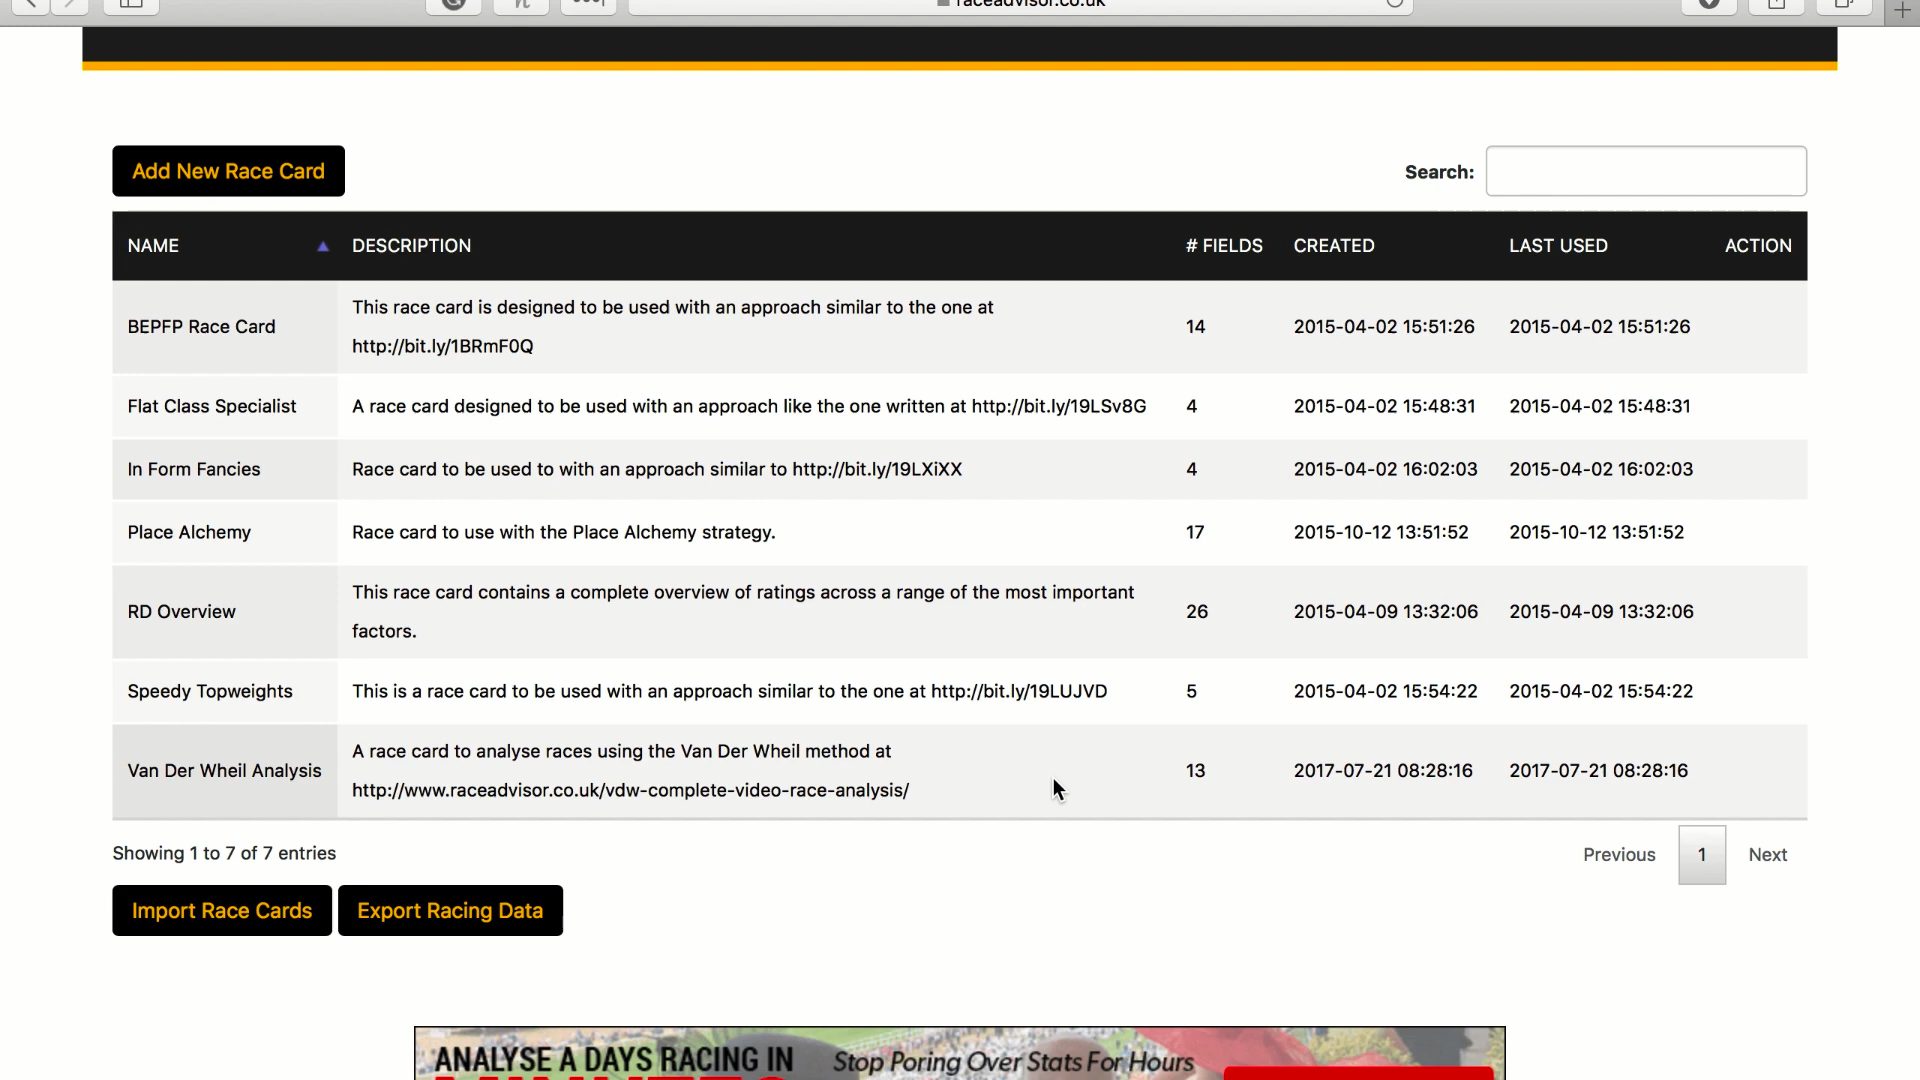 raceadvisor.co.uk
Add New Race Card
Search:
NAME DESCRIPTION # FIELDS CREATED LAST USED ACTION
BEPFP Race Card This race card is designed to be used with an approach similar to the one at 14 2015-04-02 15:51:26 2015-04-02 15:51:26
http://bit.ly/1BRmF0Q
Flat Class Specialist A race card designed to be used with an approach like the one written at http://bit.ly/19LSv8G 4 2015-04-02 15:48:31 2015-04-02 15:48:31
In Form Fancies Race card to be used to with an approach similar to http://bit.ly/19LXiXX 4 2015-04-02 16:02:03 2015-04-02 16:02:03
Place Alchemy Race card to use with the Place Alchemy strategy. 17 2015-10-12 13:51:52 2015-10-12 13:51:52
RD Overview This race card contains a complete overview of ratings across a range of the most important 26 2015-04-09 13:32:06 2015-04-09 13:32:06
factors.
Speedy Topweights This is a race card to be used with an approach similar to the one at http://bit.ly/19LUJVD 5 2015-04-02 15:54:22 2015-04-02 15:54:22
Van Der Wheil Analysis A race card to analyse races using the Van Der Wheil method at 13 2017-07-21 08:28:16 2017-07-21 08:28:16
http://www.raceadvisor.co.uk/vdw-complete-video-race-analysis/
Showing 1 to 7 of 7 entries
Previous 1 Next
Import Race Cards Export Racing Data
ANALYSE A DAYS RACING IN Stop Poring Over Stats For Hours